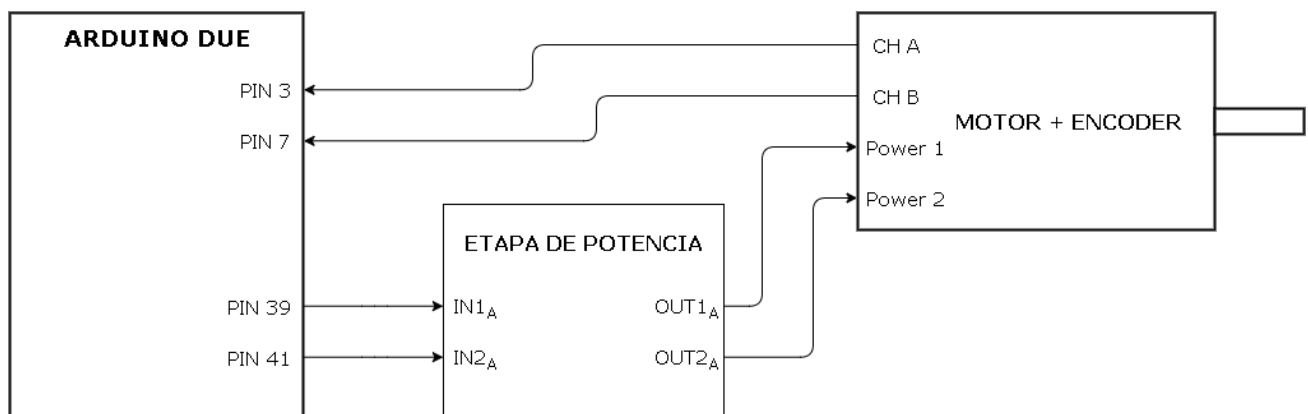 ARDUINO DUE
PIN 3
PIN 7
PIN 39
PIN 41
ETAPA DE POTENCIA
IN1A
OUT1A
IN2A
OUT2A
CH A
CH B
MOTOR + ENCODER
Power 1
Power 2